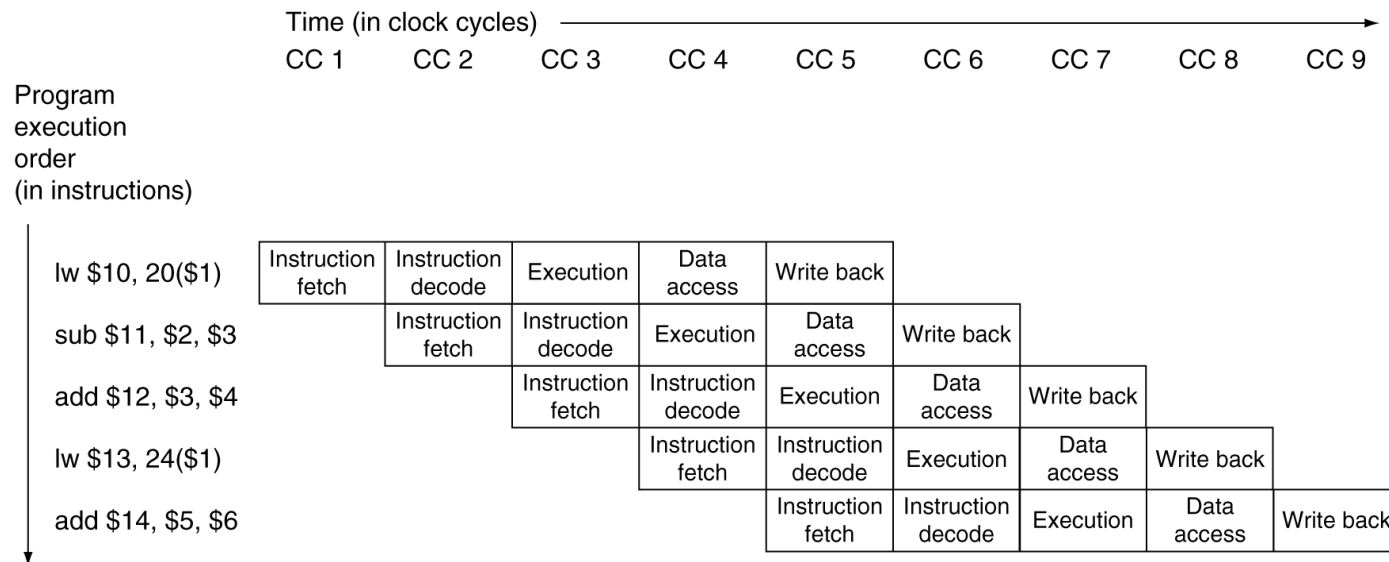 Time (in clock cycles)
CC 1 CC 2 CC 3 CC 4 CC 5 CC 6 CC 7 CC 8 CC 9
Program
execution
order
(in instructions)
lw $10, 20($1)
Instruction
fetch
Instruction
decode
Execution
Data
access
Write back
sub $11, $2, $3
Instruction
fetch
Instruction
decode
Execution
Data
access
Write back
add $12, $3, $4
Instruction
fetch
Instruction
decode
Execution
Data
access
Write back
lw $13, 24($1)
Instruction
fetch
Instruction
decode
Execution
Data
access
Write back
add $14, $5, $6
Instruction
fetch
Instruction
decode
Execution
Data
access
Write back